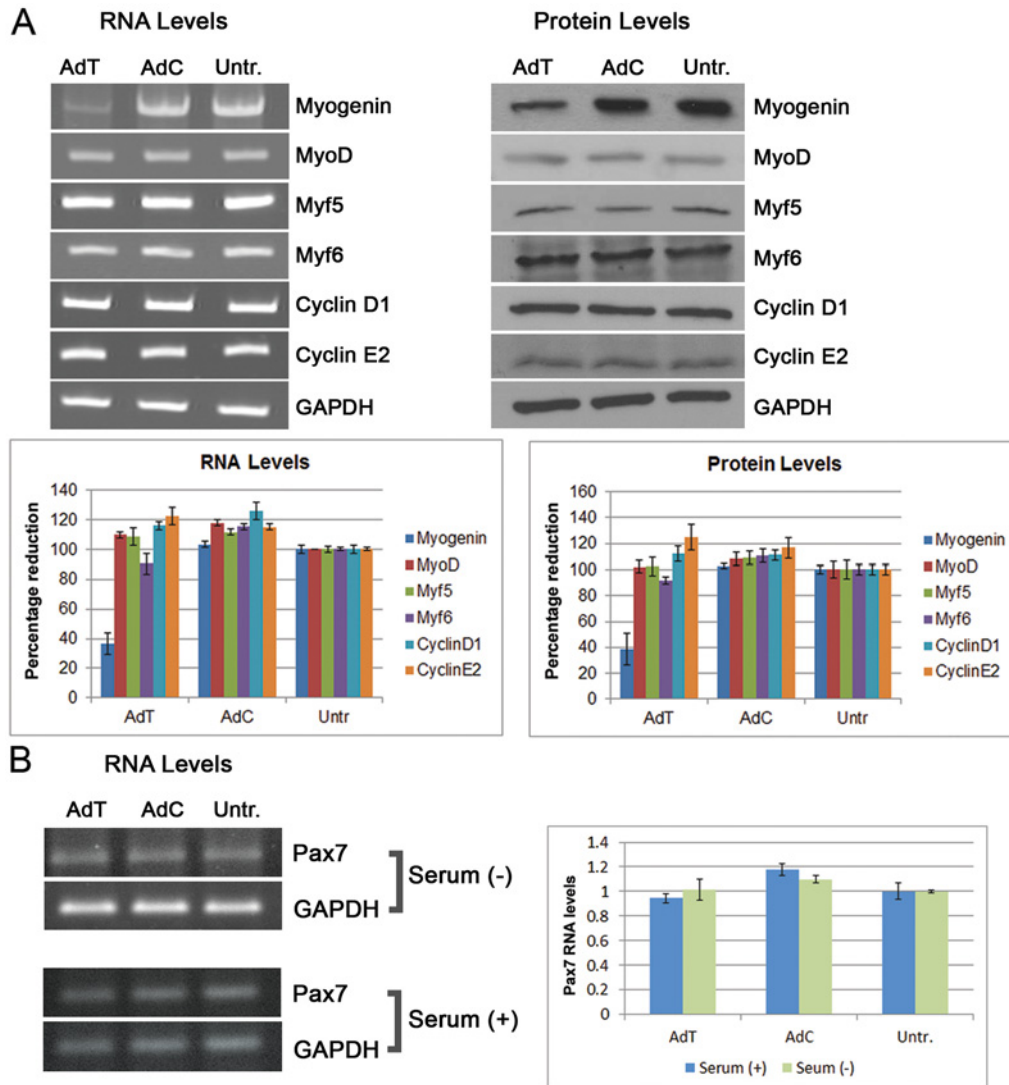 A
RNA Levels
AdT AdC Untr.
Myogenin
MyoD
Myf5
Myf6
Cyclin D1
Cyclin E2
GAPDH
Protein Levels
AdT AdC Untr.
Myogenin
MyoD
Myf5
Myf6
Cyclin D1
Cyclin E2
GAPDH
RNA Levels
Percentage reduction
140
120
100
80
60
40
20
0
AdT AdC Untr
Myogenin
MyoD
Myf5
Myf6
CyclinD1
CyclinE2
Protein Levels
Percentage reduction
160
140
120
100
80
60
40
20
0
AdT AdC Untr
Myogenin
MyoD
Myf5
Myf6
CyclinD1
CyclinE2
B
RNA Levels
AdT AdC Untr.
Pax7
GAPDH
Serum (-)
Pax7
GAPDH
Serum (+)
Pax7 RNA levels
1.4
1.2
1
0.8
0.6
0.4
0.2
0
AdT AdC Untr.
Serum (+) Seum (-)